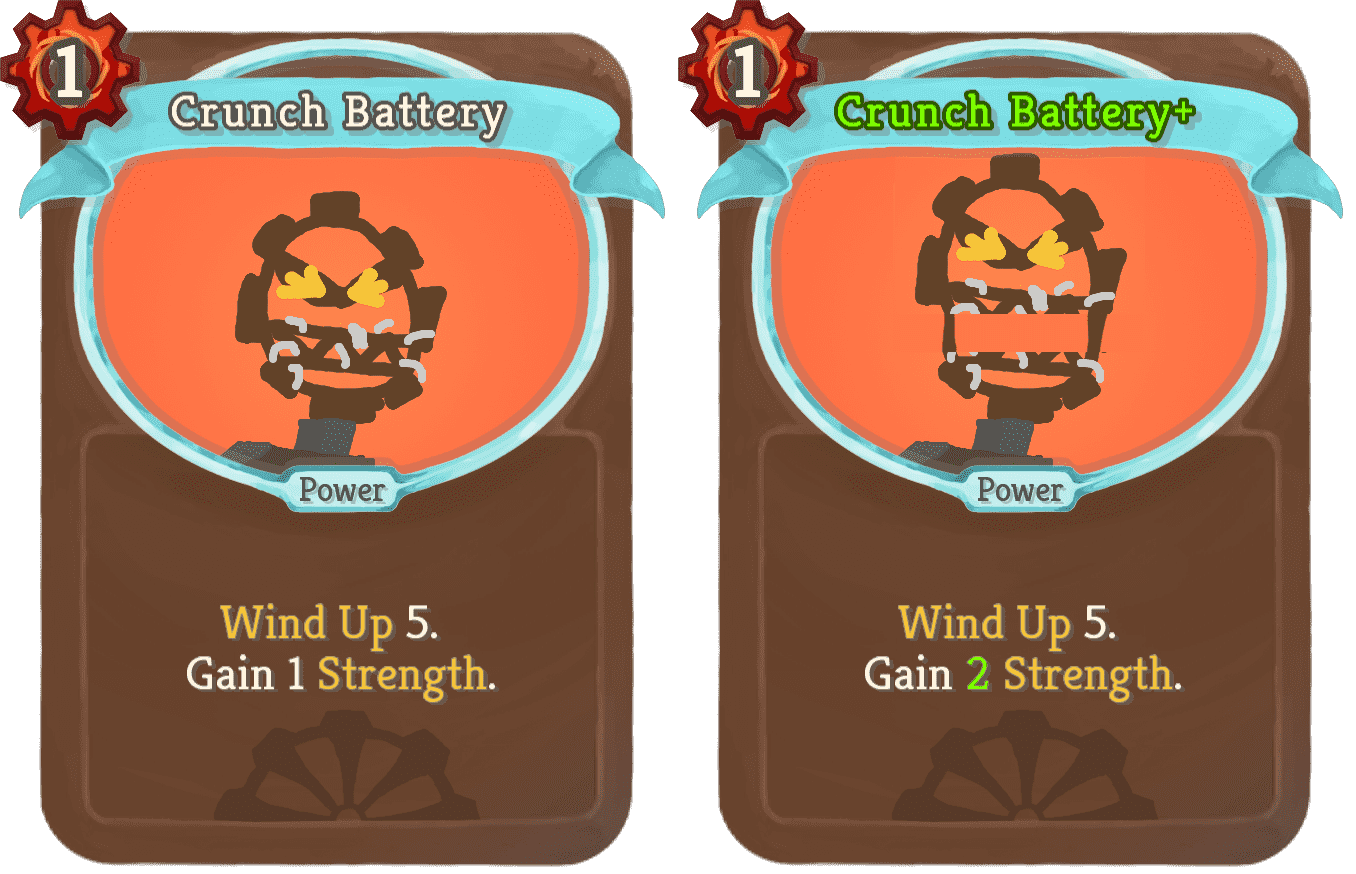 1
Crunch Battery
Power
Wind Up 5.
Gain 1 Strength.
1
Crunch Battery+
Power
Wind Up 5.
Gain 2 Strength.